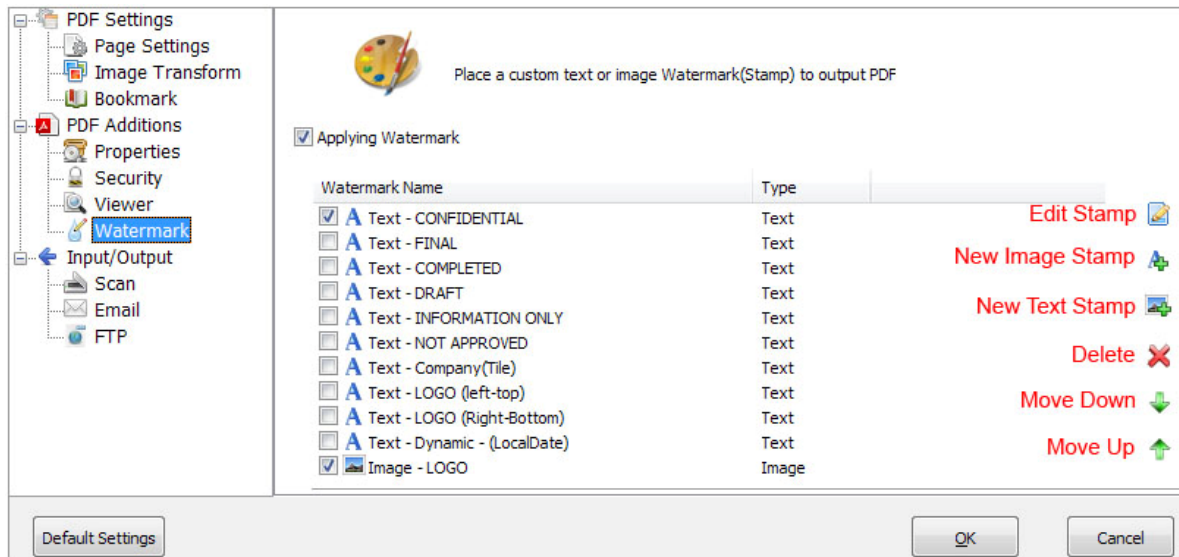 PDF Settings
Page Settings
Image Transform
Bookmark
PDF Additions
Properties
Security
Viewer
Watermark
Input/Output
Scan
Email
FTP
Place a custom text or image Watermark(Stamp) to output PDF
Applying Watermark
Watermark Name Type
A Text - CONFIDENTIAL Text
A Text - FINAL Text
A Text - COMPLETED Text
A Text - DRAFT Text
A Text - INFORMATION ONLY Text
A Text - NOT APPROVED Text
A Text - Company(Tile) Text
A Text - LOGO (left-top) Text
A Text - LOGO (Right-Bottom) Text
A Text - Dynamic - (LocalDate) Text
Image - LOGO Image
Edit Stamp
New Image Stamp A
New Text Stamp
Delete
Move Down
Move Up
Default Settings OK Cancel